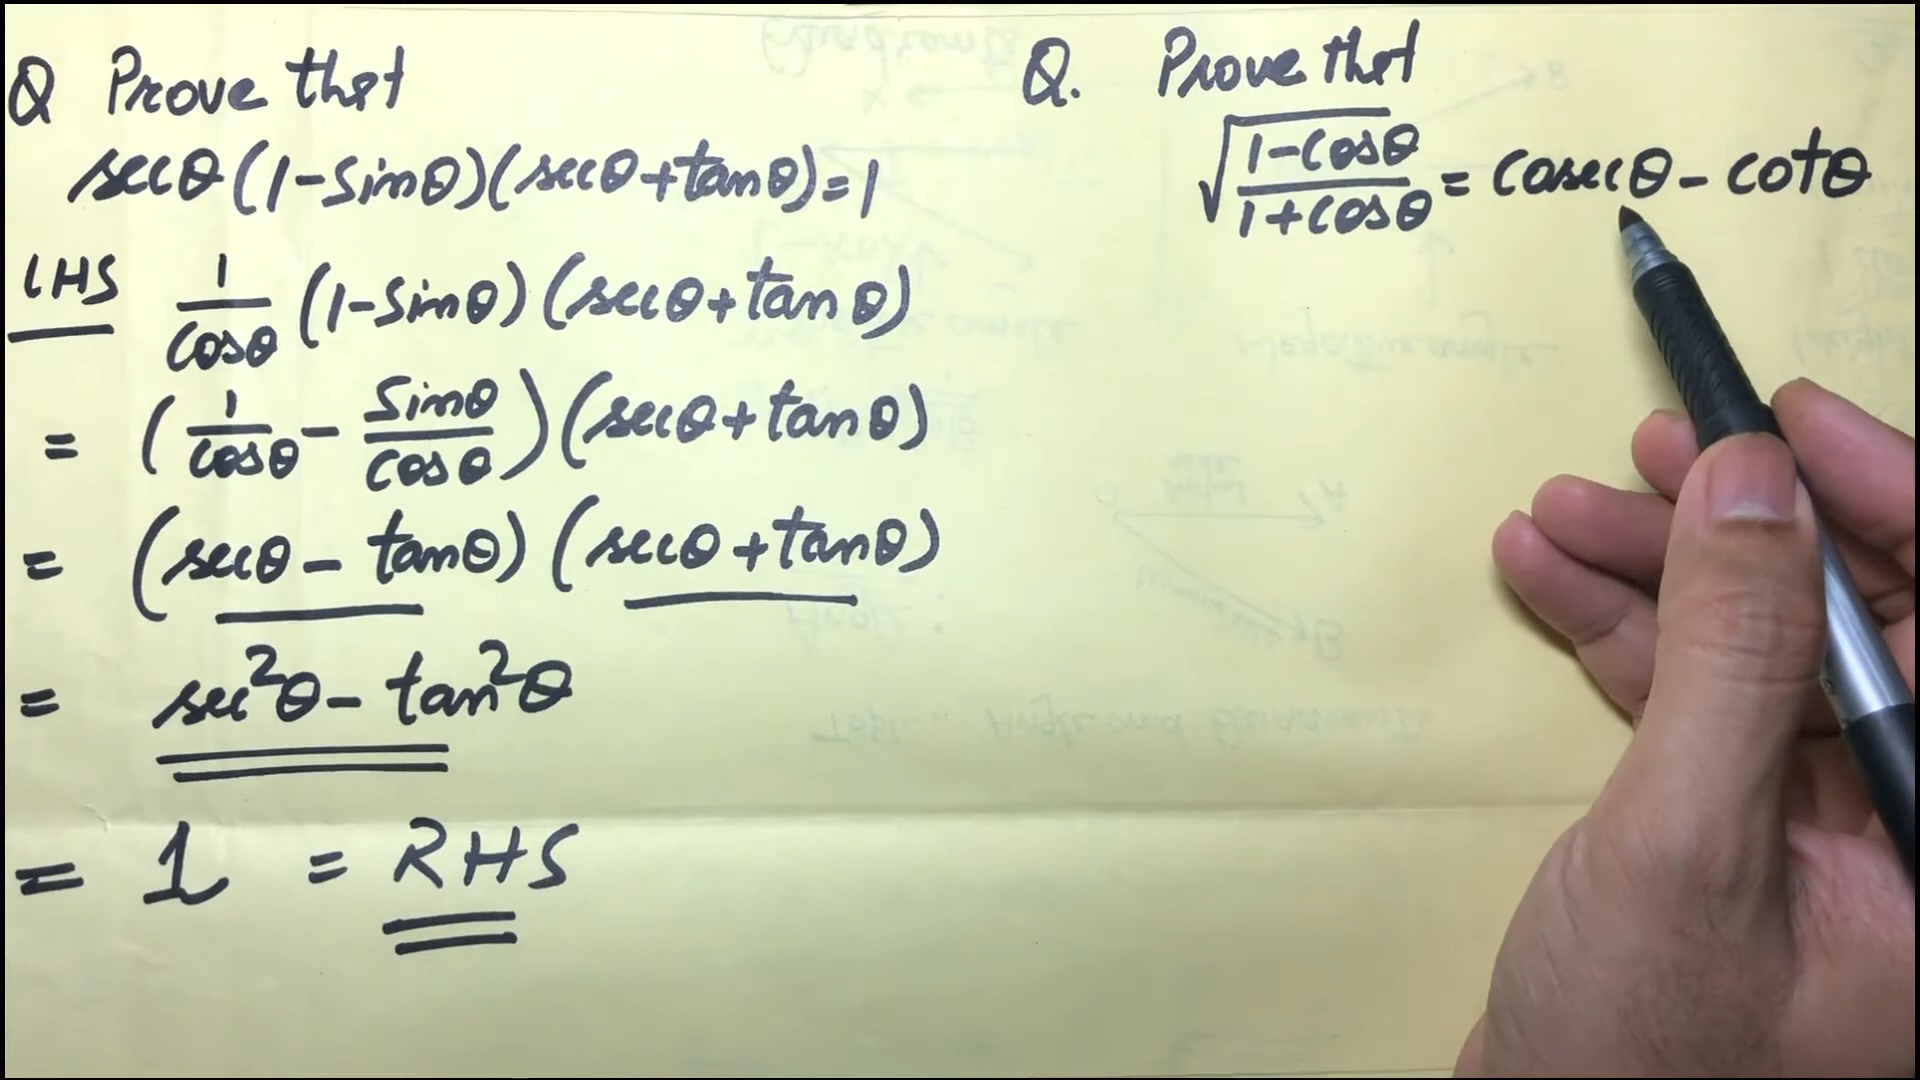 Q Prove that
secθ(1-sinθ)(secθ+tanθ)=1
LHS 1/cosθ (1-sinθ)(secθ+tanθ)
= (1/cosθ - sinθ/cosθ)(secθ+tanθ)
= (secθ - tanθ)(secθ+tanθ)
= sec²θ - tan²θ
= 1 = RHS
Q. Prove that
√(1-cosθ/1+cosθ) = cosecθ - cotθ